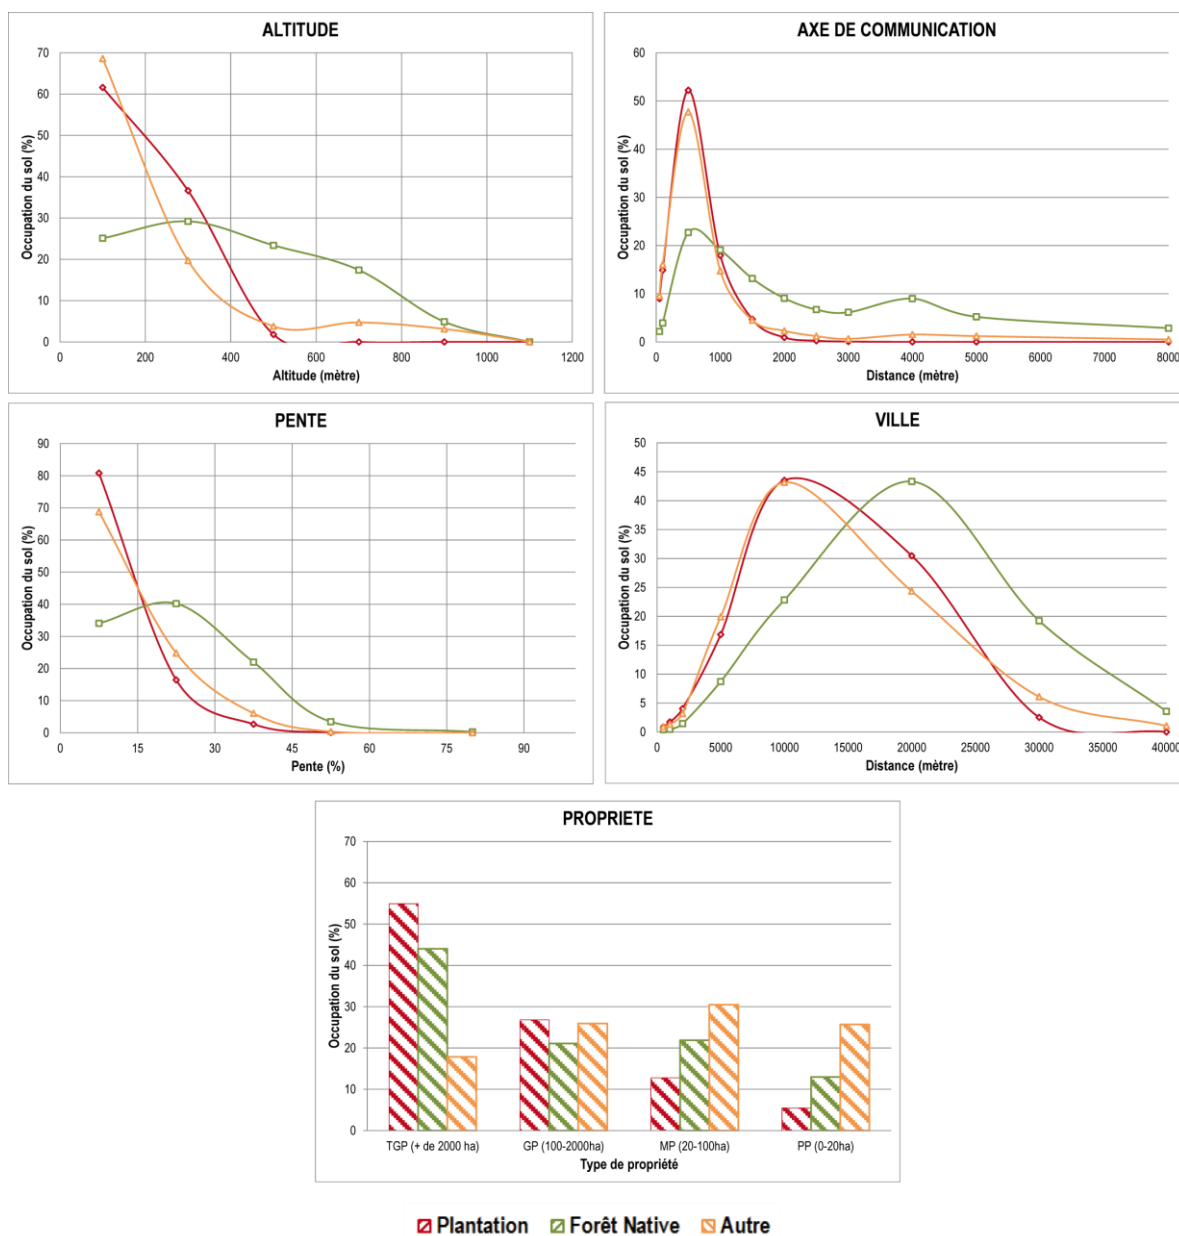 ALTITUDE
70
60
50
40
30
20
10
0
Occupation du sol (%)
0 200 400 600 800 1000 1200
Altitude (mètre)
AXE DE COMMUNICATION
60
50
40
30
20
10
0
Occupation du sol (%)
0 1000 2000 3000 4000 5000 6000 7000 8000
Distance (mètre)
PENTE
90
80
70
60
50
40
30
20
10
0
Occupation du sol (%)
0 15 30 45 60 75 90
Pente (%)
VILLE
50
45
40
35
30
25
20
15
10
5
0
Occupation du sol (%)
0 5000 10000 15000 20000 25000 30000 35000 40000
Distance (mètre)
PROPRIETE
70
60
50
40
30
20
10
0
Occupation du sol (%)
TGP (+ de 2000 ha) GP (100-2000ha) MP (20-100ha) PP (0-20ha)
Type de propriété
Plantation Forêt Native Autre